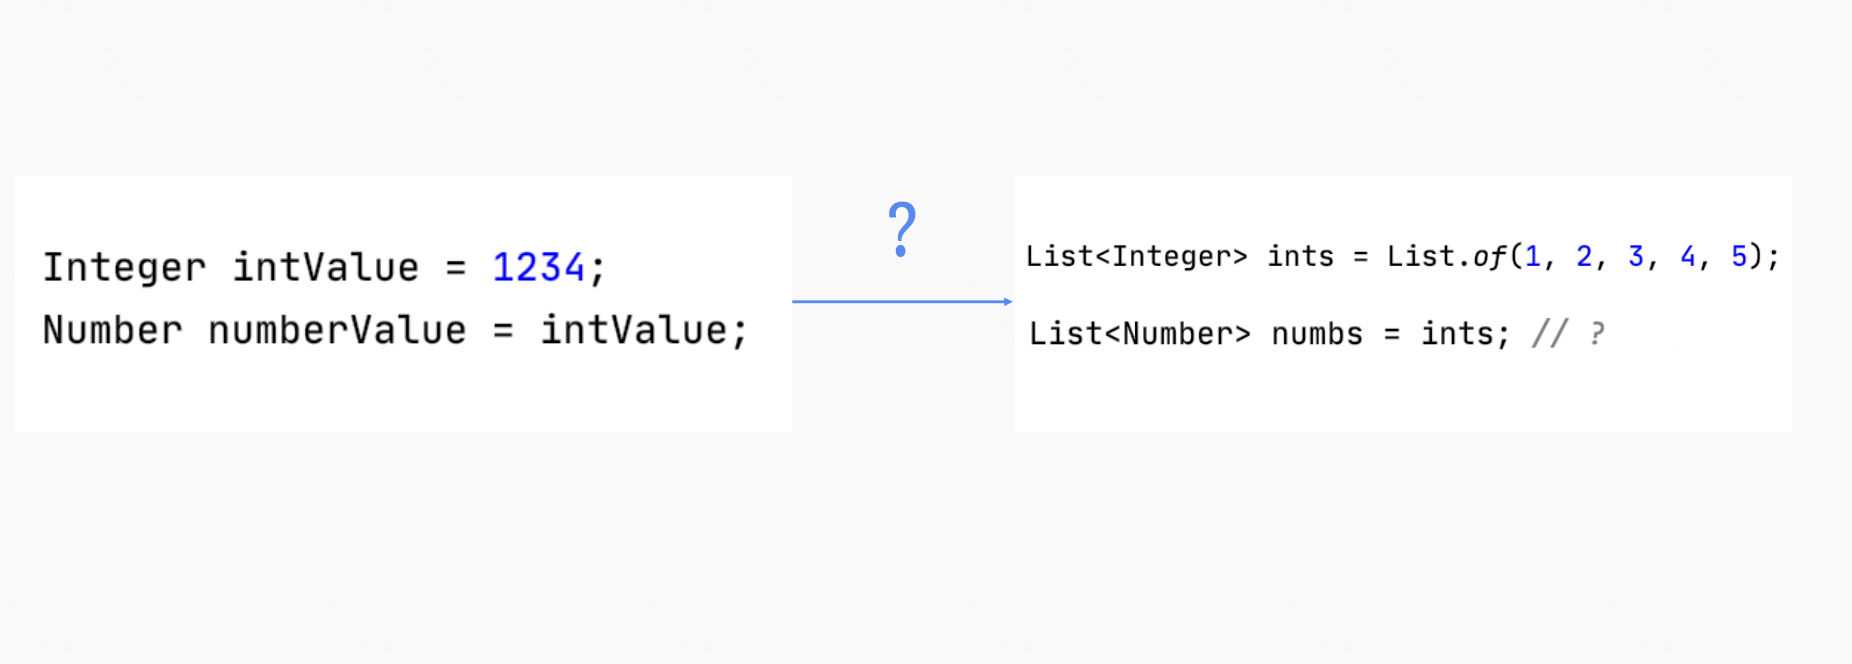 Integer intValue = 1234;
Number numberValue = intValue;
?
List<Integer> ints = List.of(1, 2, 3, 4, 5);
List<Number> numbs = ints; // ?